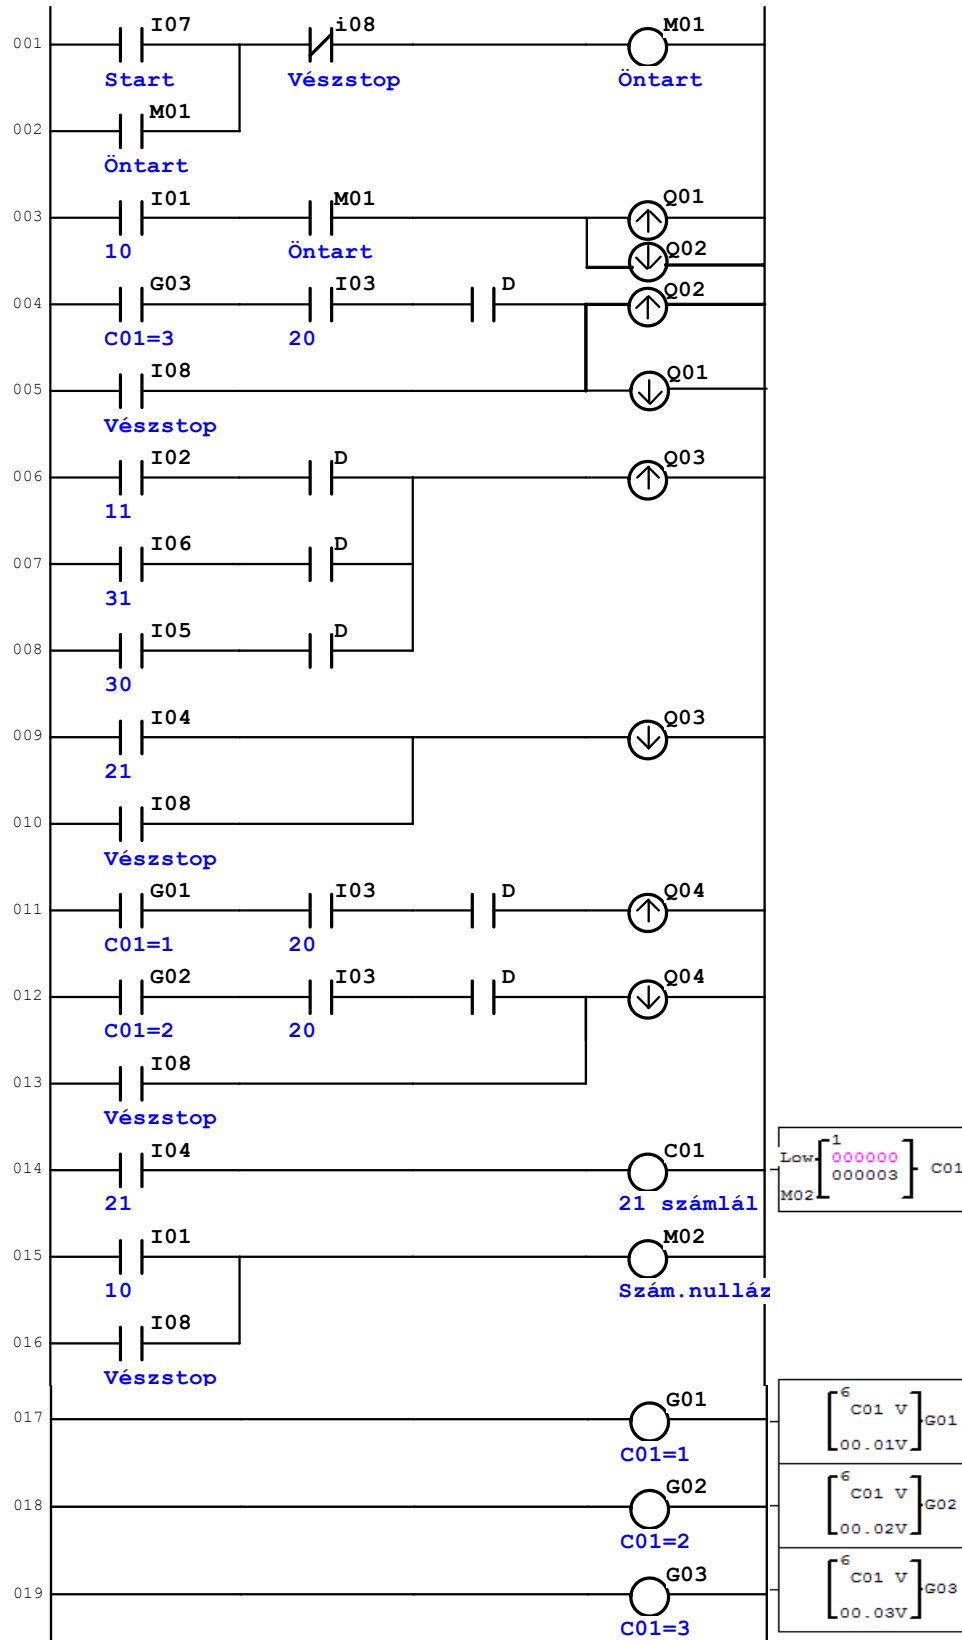 I07 i08 M01
001
Start Vészstop Öntart
M01
002
Öntart
I01 M01 Q01
003
10 Öntart Q02
G03 I03 D Q02
004
C01=3 20
I08 Q01
005
Vészstop
I02 D Q03
006
11
I06 D
007
31
I05 D
008
30
I04 Q03
009
21
I08
010
Vészstop
G01 I03 D Q04
011
C01=1 20
G02 I03 D Q04
012
C01=2 20
I08
013
Vészstop
I04 C01
014
21 21 számlál
1
Low 000000
000003 C01
M02
I01 M02
015
10 Szám.nulláz
I08
016
Vészstop
G01
017
C01=1
6
C01 V G01
00.01V
G02
018
C01=2
6
C01 V G02
00.02V
G03
019
C01=3
6
C01 V G03
00.03V